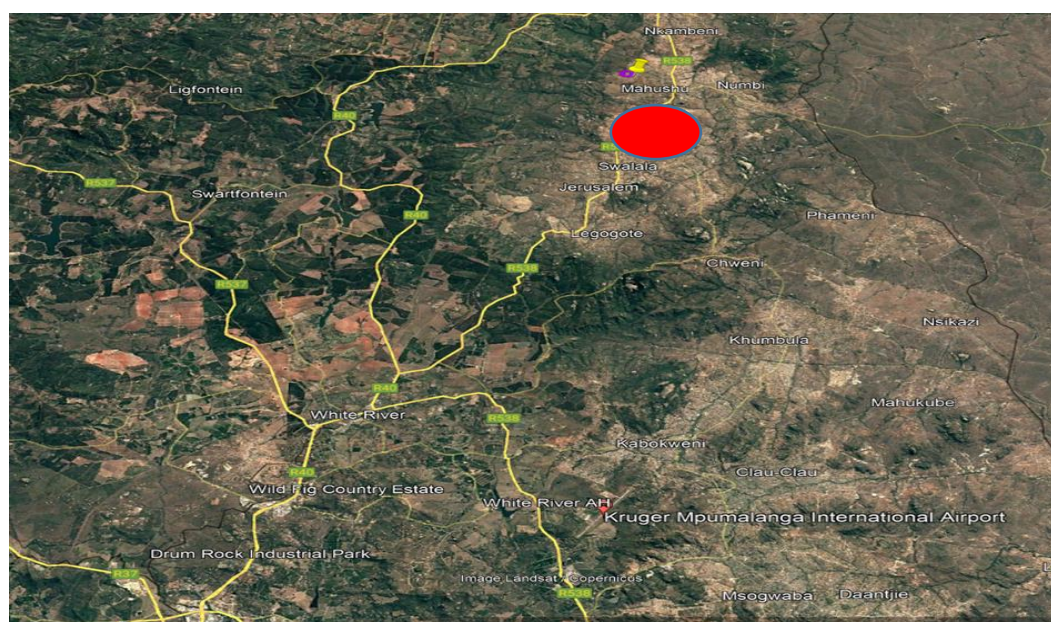 Nkambeni
R538
Mahushu
Numbi
Ligfontein
R40
Swalala
R537
Swartfontein
Jerusalem
R40
Phameni
Legogote
R538
Chweni
R537
Nsikazi
Khumbula
R40
Mahukube
White River
R538
Kabokweni
R40
Clau-Clau
Wild Fig Country Estate
White River AH
Kruger Mpumalanga International Airport
Drum Rock Industrial Park
R37
Image Landsat / Copernicus
R538
Msogwaba
Daantjie